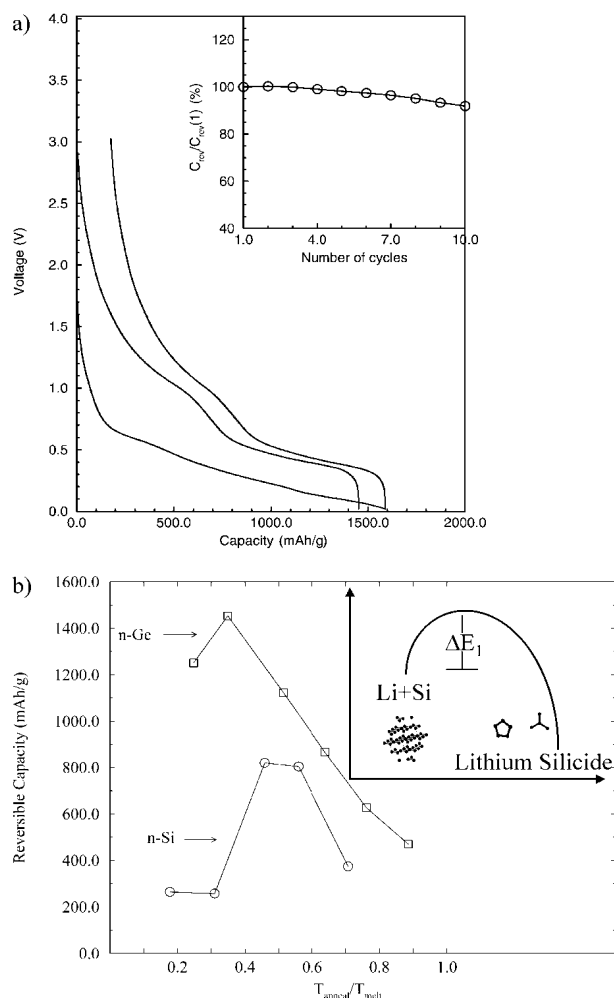 a)
4.0
3.0
2.0
1.5
1.0
0.5
0.0
Voltage (V)
0.0 500.0 1000.0 1500.0 2000.0
Capacity (mAh/g)
120
100
80
60
40
C_rev/C_rev(1) (%)
1.0 4.0 7.0 10.0
Number of cycles
b)
1600.0
1400.0
1200.0
1000.0
800.0
600.0
400.0
200.0
0.0
Reversible Capacity (mAh/g)
n-Ge
n-Si
ΔE1
Li+Si
Lithium Silicide
0.2 0.4 0.6 0.8 1.0
T_anneal/T_melt